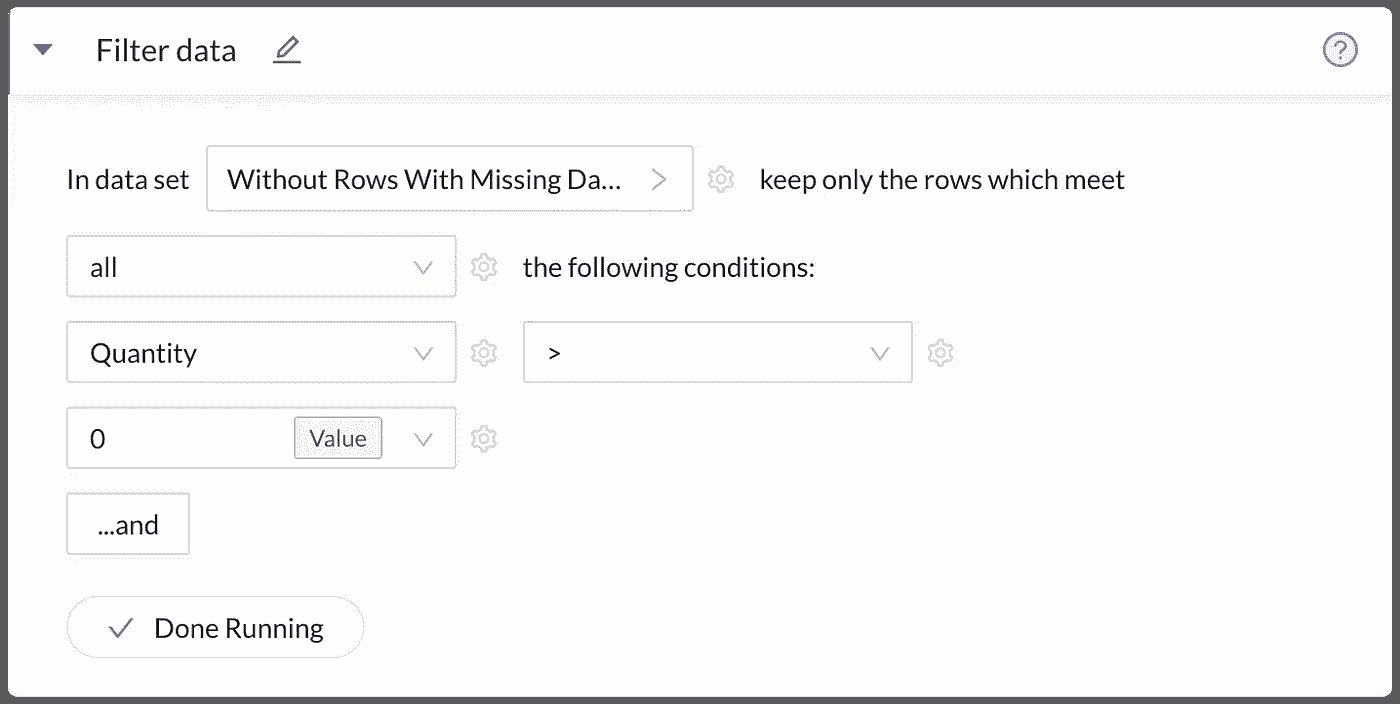 Filter data
?
In data set Without Rows With Missing Da... keep only the rows which meet
all the following conditions:
Quantity >
0 Value
...and
Done Running